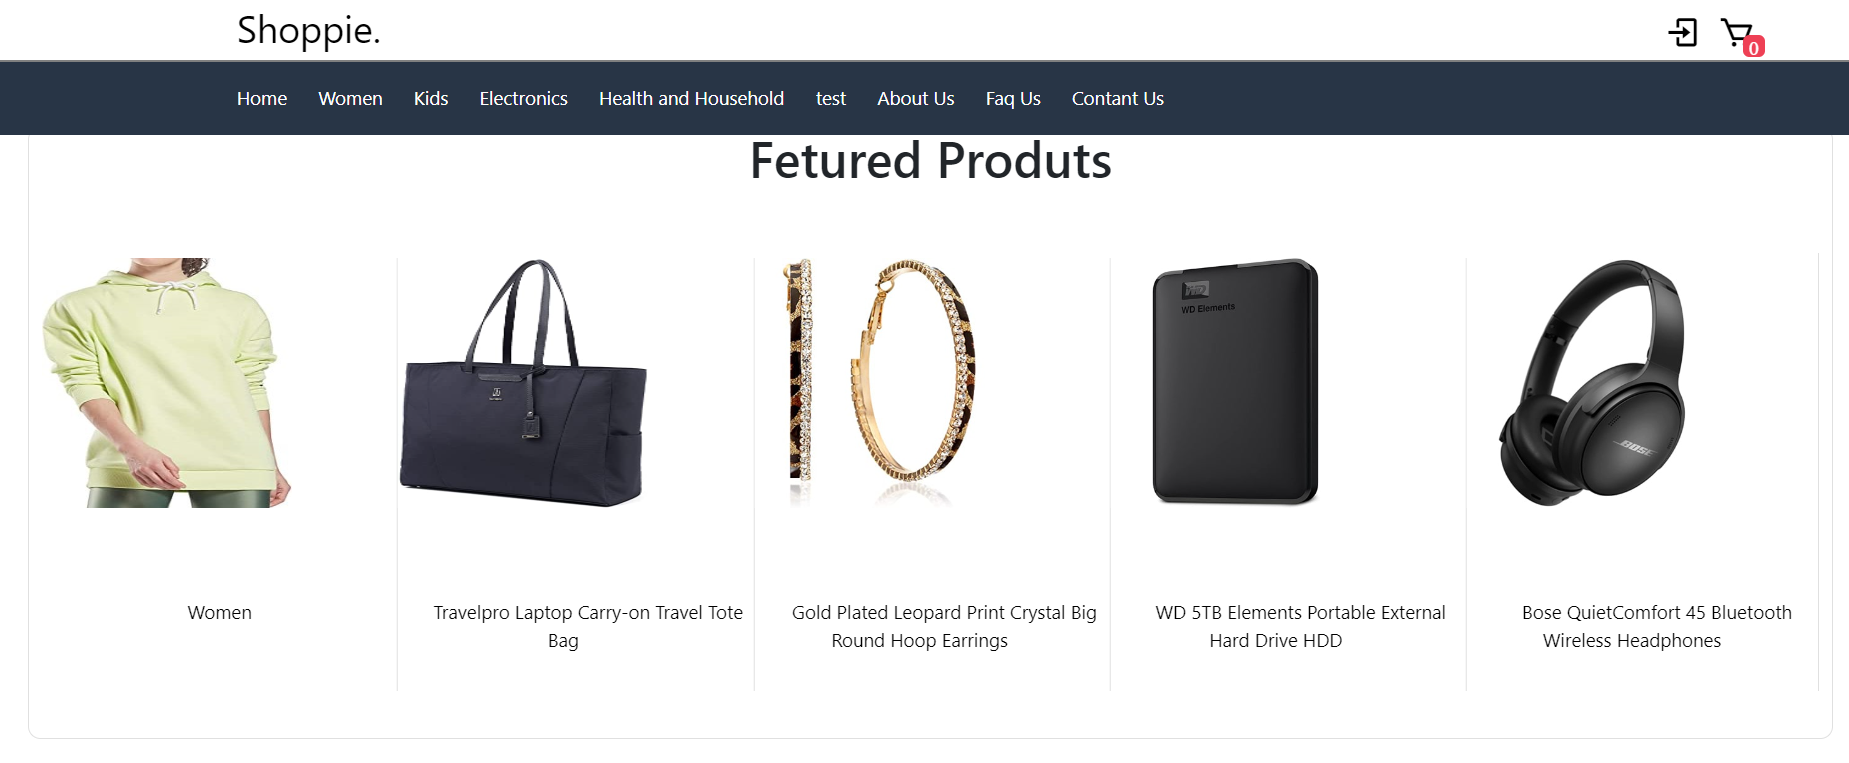 Shoppie.
0
Home Women Kids Electronics Health and Household test About Us Faq Us Contant Us
Fetured Produts
WD Elements
BOSE
Women
Travelpro Laptop Carry-on Travel Tote
Bag
Gold Plated Leopard Print Crystal Big
Round Hoop Earrings
WD 5TB Elements Portable External
Hard Drive HDD
Bose QuietComfort 45 Bluetooth
Wireless Headphones